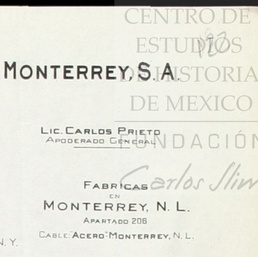 CENTRO DE
ESTUDIOS
DE HISTORIA
DE MEXICO
FUNDACIÓN
Carlos Slim
MONTERREY, S.A.
LIC. CARLOS PRIETO
APODERADO GENERAL
FABRICAS
EN
MONTERREY, N. L.
APARTADO 206
CABLE "ACERO"-MONTERREY, N. L.
N. Y.